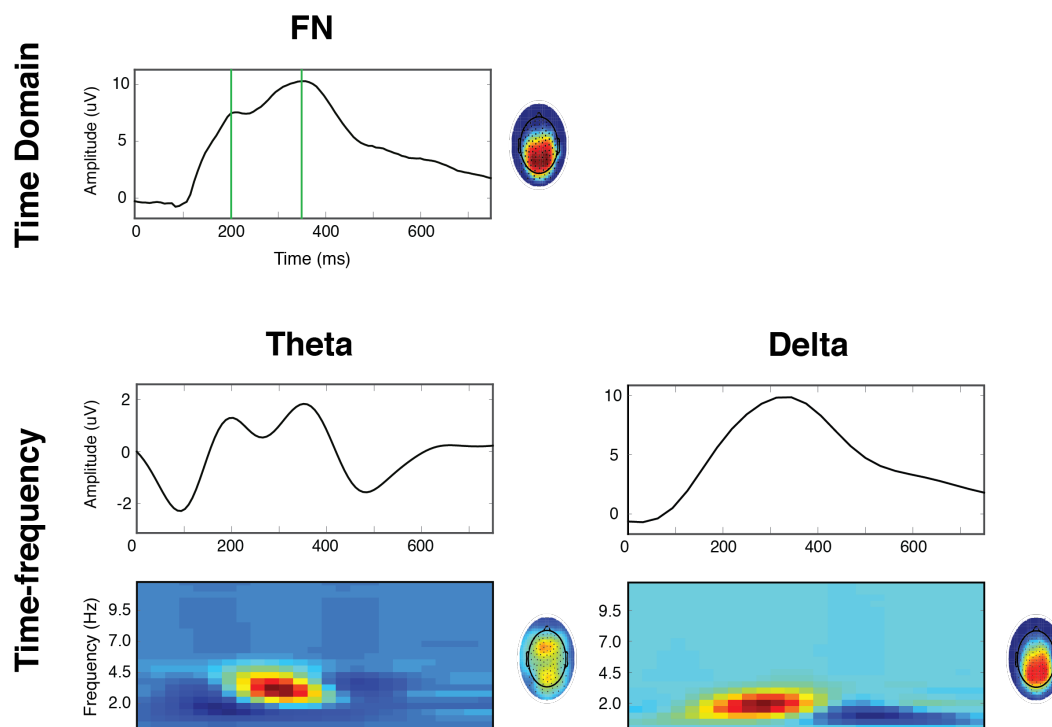 FN
Time Domain
Amplitude (uV)
10
5
0
0 200 400 600
Time (ms)
Theta
Delta
Time-frequency
Amplitude (uV)
2
0
-2
0 200 400 600
10
5
0
0 200 400 600
Frequency (Hz)
9.5
7.0
4.5
2.0
9.5
7.0
4.5
2.0